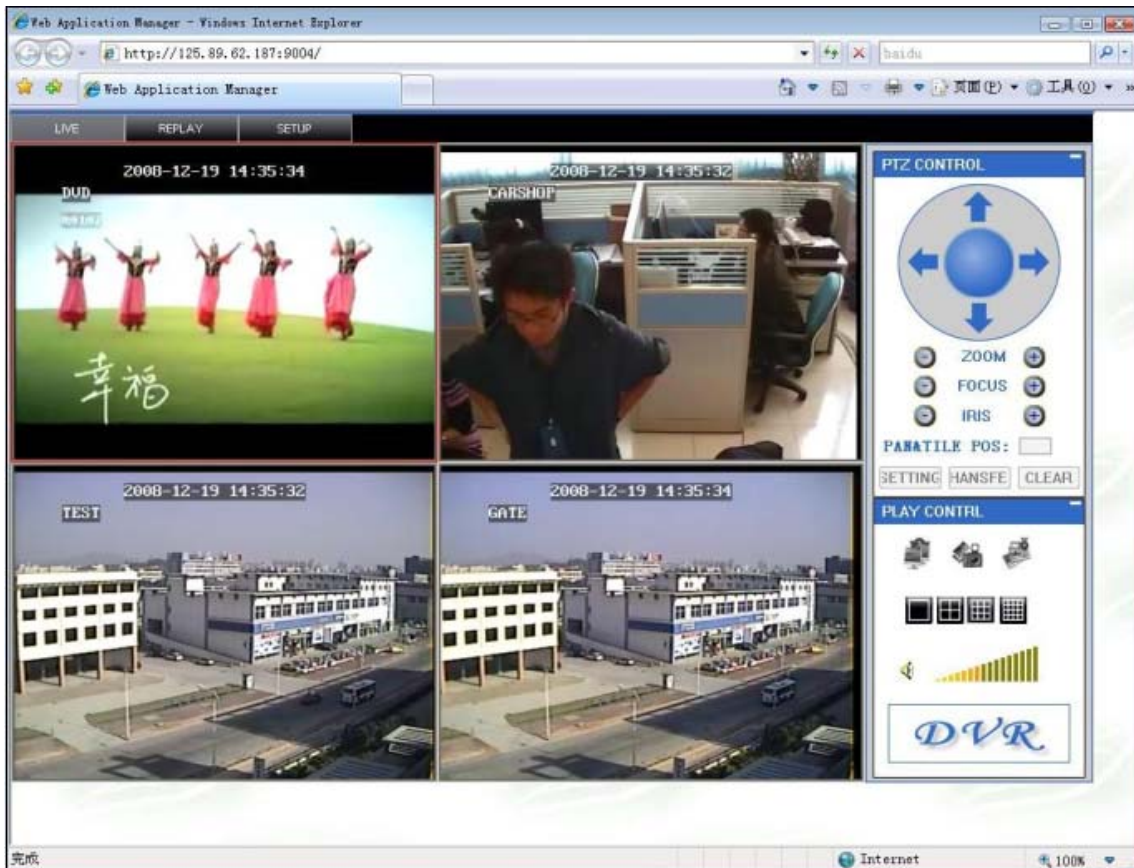 Web Application Manager - Windows Internet Explorer
http://125.89.62.187:9004/
baidu
Web Application Manager
页面(P)
工具(O)
LIVE REPLAY SETUP
2008-12-19 14:35:34
DVD
幸福
2008-12-19 14:35:32
CARSHOP
PTZ CONTROL
ZOOM
FOCUS
IRIS
PAN&TILE POS:
SETTING HANSFE CLEAR
2008-12-19 14:35:32
TEST
2008-12-19 14:35:34
GATE
PLAY CONTRL
DVR
完成
Internet
100%